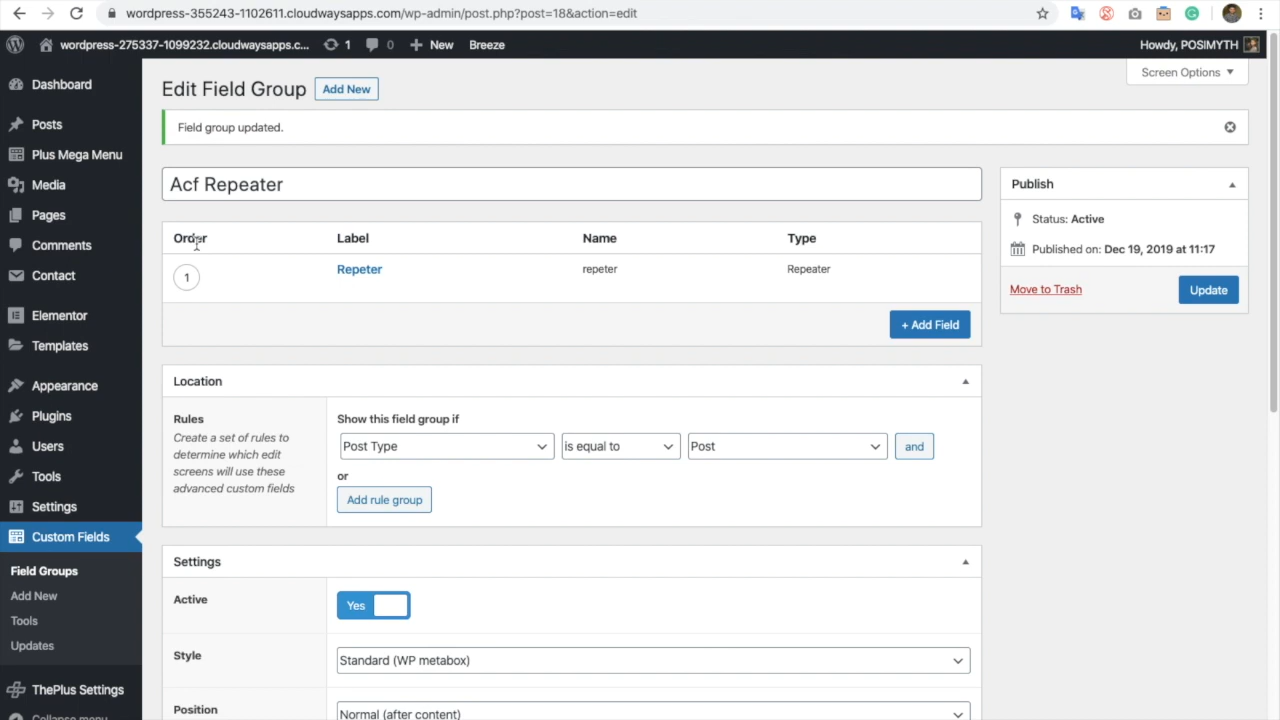 wordpress-355243-1102611.cloudwaysapps.com/wp-admin/post.php?post=18&action=edit
wordpress-275337-1099232.cloudwaysapps.c... 1 0 New Breeze Howdy, POSIMYTH
Screen Options
Dashboard
Posts
Plus Mega Menu
Media
Pages
Comments
Contact
Elementor
Templates
Appearance
Plugins
Users
Tools
Settings
Custom Fields
Field Groups
Add New
Tools
Updates
ThePlus Settings
Collapse menu
Edit Field Group Add New
Field group updated.
Acf Repeater
Order Label Name Type
1 Repeter repeter Repeater
+ Add Field
Location
Rules
Create a set of rules to
determine which edit
screens will use these
advanced custom fields
Show this field group if
Post Type is equal to Post and
or
Add rule group
Settings
Active Yes
Style Standard (WP metabox)
Position Normal (after content)
Publish
Status: Active
Published on: Dec 19, 2019 at 11:17
Move to Trash Update